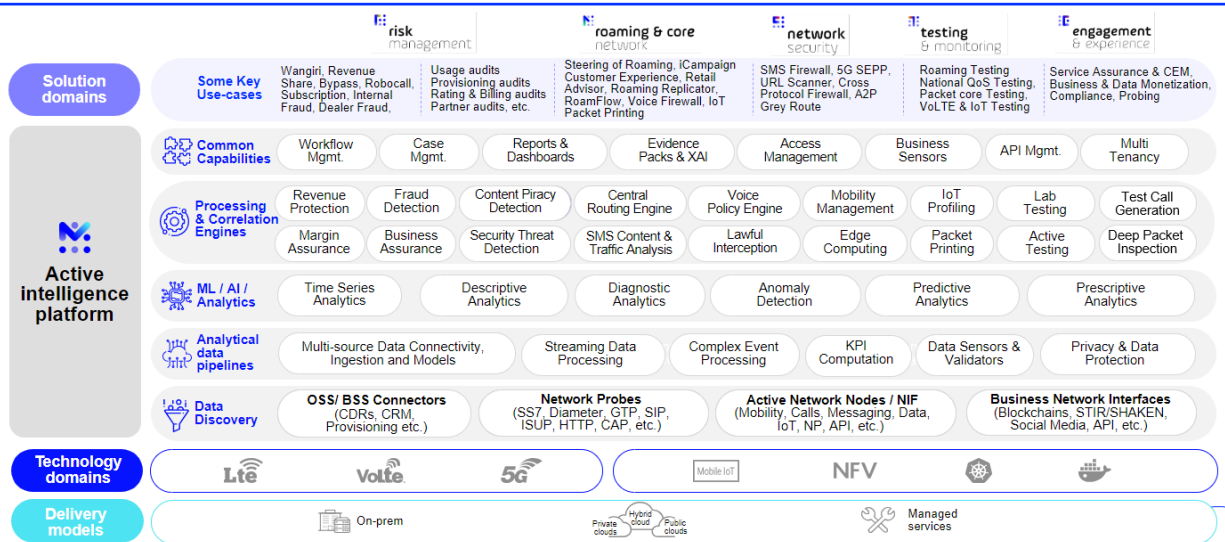 risk
management
roaming & core
network
network
security
testing
& monitoring
engagement
& experience
Solution
domains
Some Key
Use-cases
Wangiri, Revenue
Share, Bypass, Robocall,
Subscription, Internal
Fraud, Dealer Fraud,
Usage audits
Provisioning audits
Rating & Billing audits
Partner audits, etc.
Steering of Roaming, iCampaign
Customer Experience, Retail
Advisor, Roaming Replicator,
RoamFlow, Voice Firewall, IoT
Packet Printing
SMS Firewall, 5G SEPP,
URL Scanner, Cross
Protocol Firewall, A2P
Grey Route
Roaming Testing
National QoS Testing,
Packet core Testing,
VoLTE & IoT Testing
Service Assurance & CEM,
Business & Data Monetization,
Compliance, Probing
Active
intelligence
platform
Common
Capabilities
Workflow
Mgmt.
Case
Mgmt.
Reports &
Dashboards
Evidence
Packs & XAI
Access
Management
Business
Sensors
API Mgmt.
Multi
Tenancy
Processing
& Correlation
Engines
Revenue
Protection
Fraud
Detection
Content Piracy
Detection
Central
Routing Engine
Voice
Policy Engine
Mobility
Management
IoT
Profiling
Lab
Testing
Test Call
Generation
Margin
Assurance
Business
Assurance
Security Threat
Detection
SMS Content &
Traffic Analysis
Lawful
Interception
Edge
Computing
Packet
Printing
Active
Testing
Deep Packet
Inspection
ML / AI /
Analytics
Time Series
Analytics
Descriptive
Analytics
Diagnostic
Analytics
Anomaly
Detection
Predictive
Analytics
Prescriptive
Analytics
Analytical
data
pipelines
Multi-source Data Connectivity,
Ingestion and Models
Streaming Data
Processing
Complex Event
Processing
KPI
Computation
Data Sensors &
Validators
Privacy & Data
Protection
Data
Discovery
OSS/ BSS Connectors
(CDRs, CRM,
Provisioning etc.)
Network Probes
(SS7, Diameter, GTP, SIP,
ISUP, HTTP, CAP, etc.)
Active Network Nodes / NIF
(Mobility, Calls, Messaging, Data,
IoT, NP, API, etc.)
Business Network Interfaces
(Blockchains, STIR/SHAKEN,
Social Media, API, etc.)
Technology
domains
Lte
VoLte
5G
Mobile IoT
NFV
Delivery
models
On-prem
Private
clouds
Hybrid
cloud
Public
clouds
Managed
services